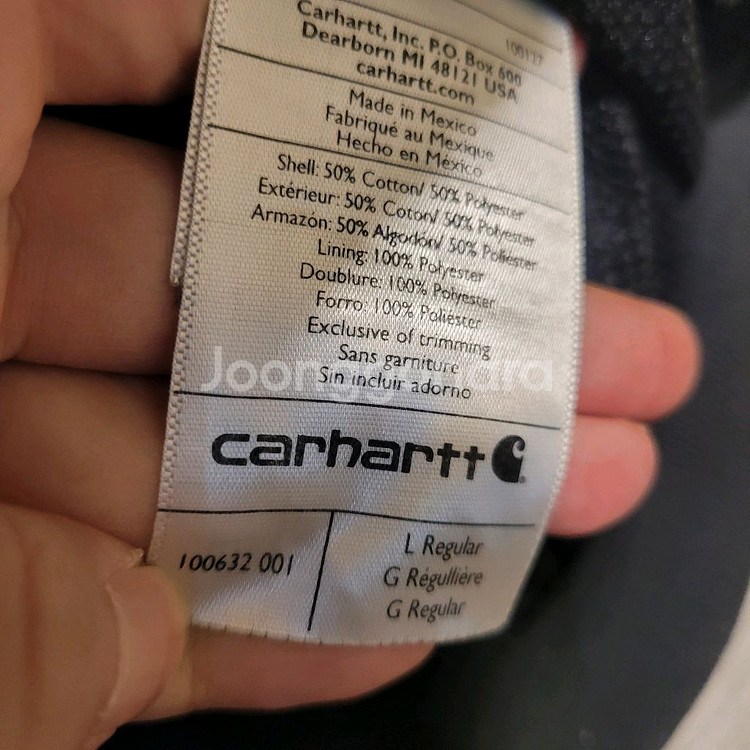 Carhartt, Inc. P.O. Box 600
Dearborn MI 48121 USA
carhartt.com
Made in Mexico
Fabriqué au Mexique
Hecho en México
Shell: 50% Cotton/ 50% Polyester
Extérieur: 50% Coton/ 50% Polyester
Armazón: 50% Algodón/ 50% Poliester
Lining: 100% Polyester
Doublure: 100% Polyester
Forro: 100% Poliester
Exclusive of trimming
Sans garniture
Sin incluir adorno
carhartt
100632 001
L Regular
G Régullière
G Regular